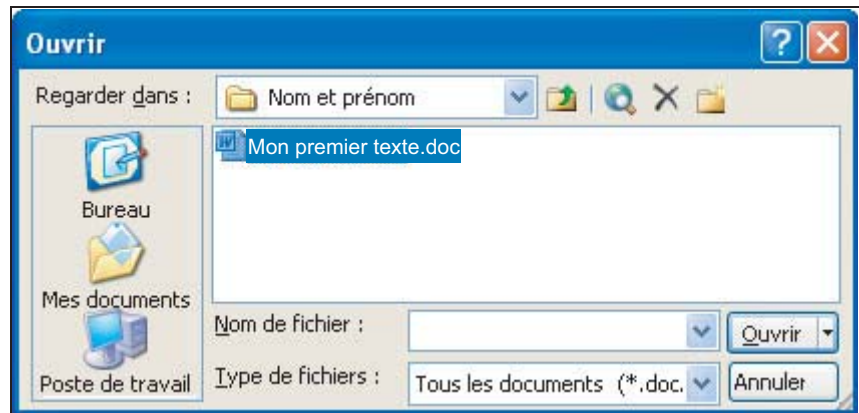 Ouvrir
Regarder dans :
Nom et prénom
Mon premier texte.doc
Bureau
Mes documents
Poste de travail
Nom de fichier :
Ouvrir
Type de fichiers :
Tous les documents (*.doc.
Annuler